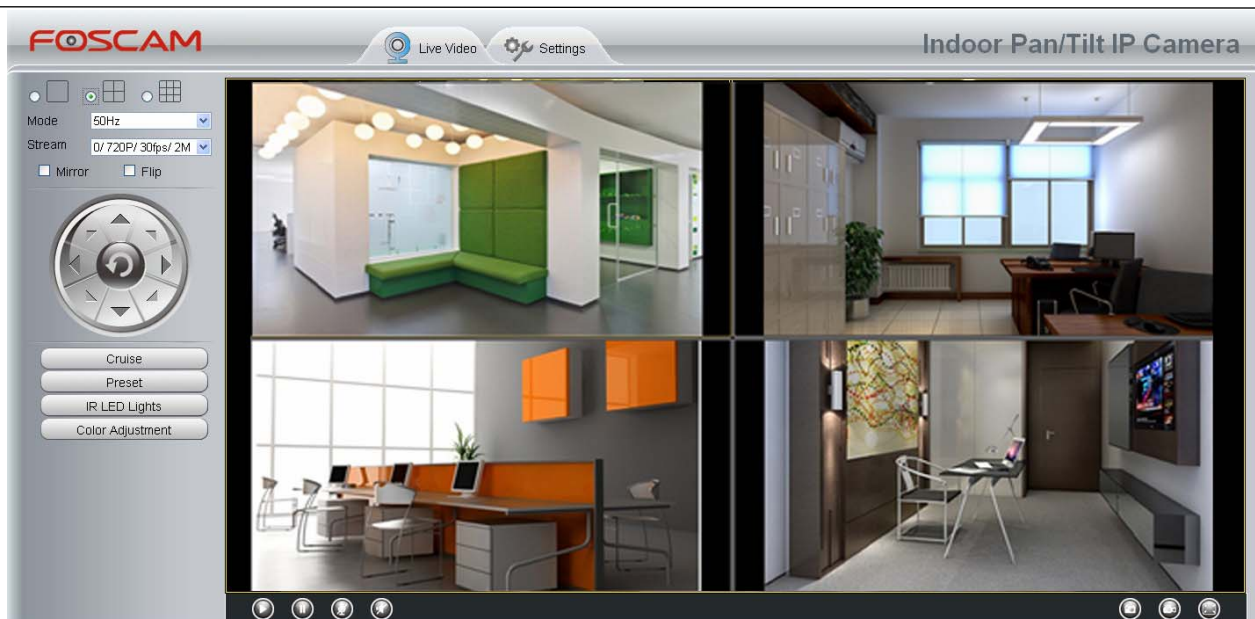 FOSCAM
Live Video
Settings
Indoor Pan/Tilt IP Camera
Mode 50Hz
Stream 0/ 720P/ 30fps/ 2M
Mirror Flip
Cruise
Preset
IR LED Lights
Color Adjustment